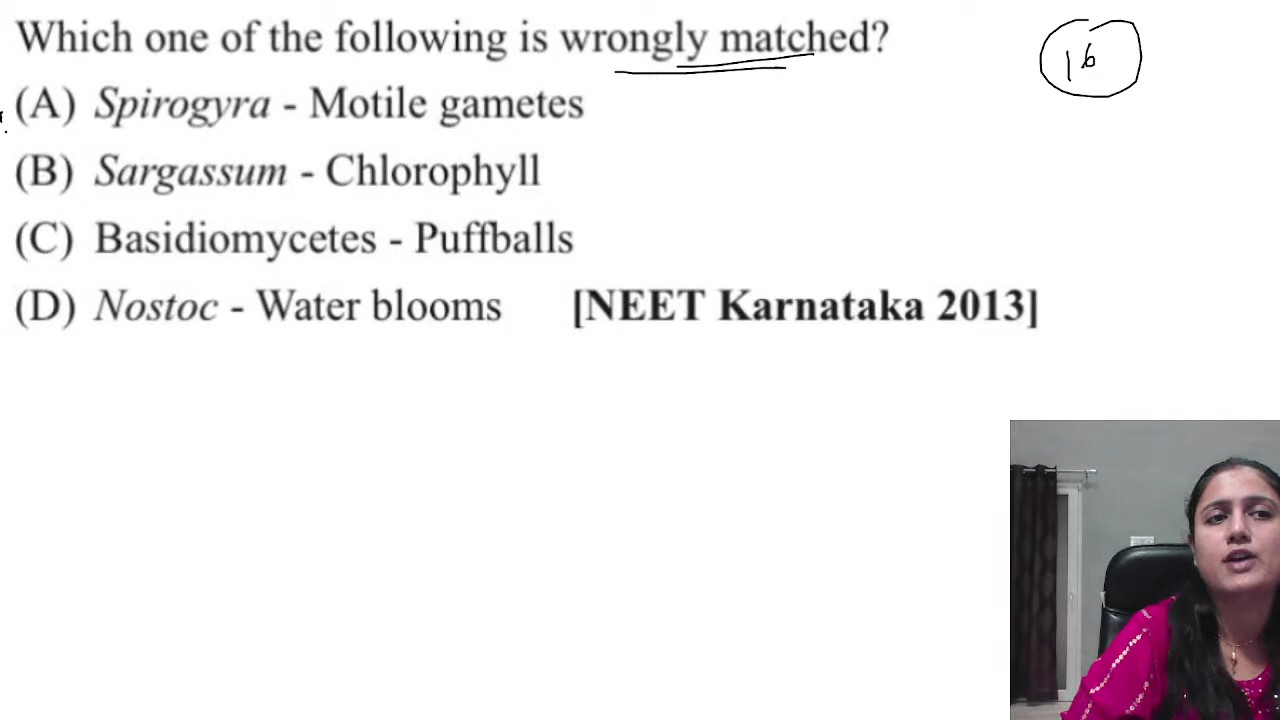 Which one of the following is wrongly matched?
16
(A) Spirogyra - Motile gametes
(B) Sargassum - Chlorophyll
(C) Basidiomycetes - Puffballs
(D) Nostoc - Water blooms [NEET Karnataka 2013]